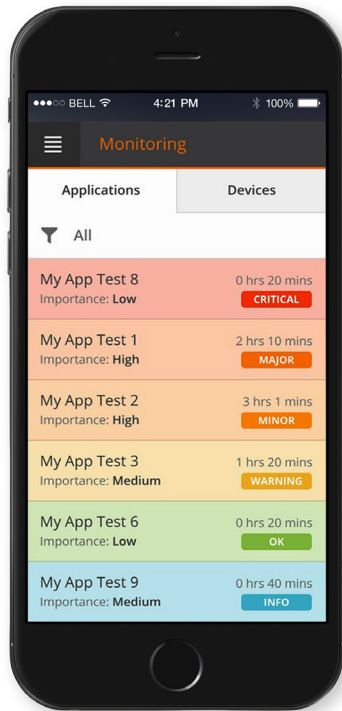 BELL 4:21 PM 100%
Monitoring
Applications Devices
All
My App Test 8 0 hrs 20 mins
Importance: Low CRITICAL
My App Test 1 2 hrs 10 mins
Importance: High MAJOR
My App Test 2 3 hrs 1 mins
Importance: High MINOR
My App Test 3 1 hrs 20 mins
Importance: Medium WARNING
My App Test 6 0 hrs 20 mins
Importance: Low OK
My App Test 9 0 hrs 40 mins
Importance: Medium INFO